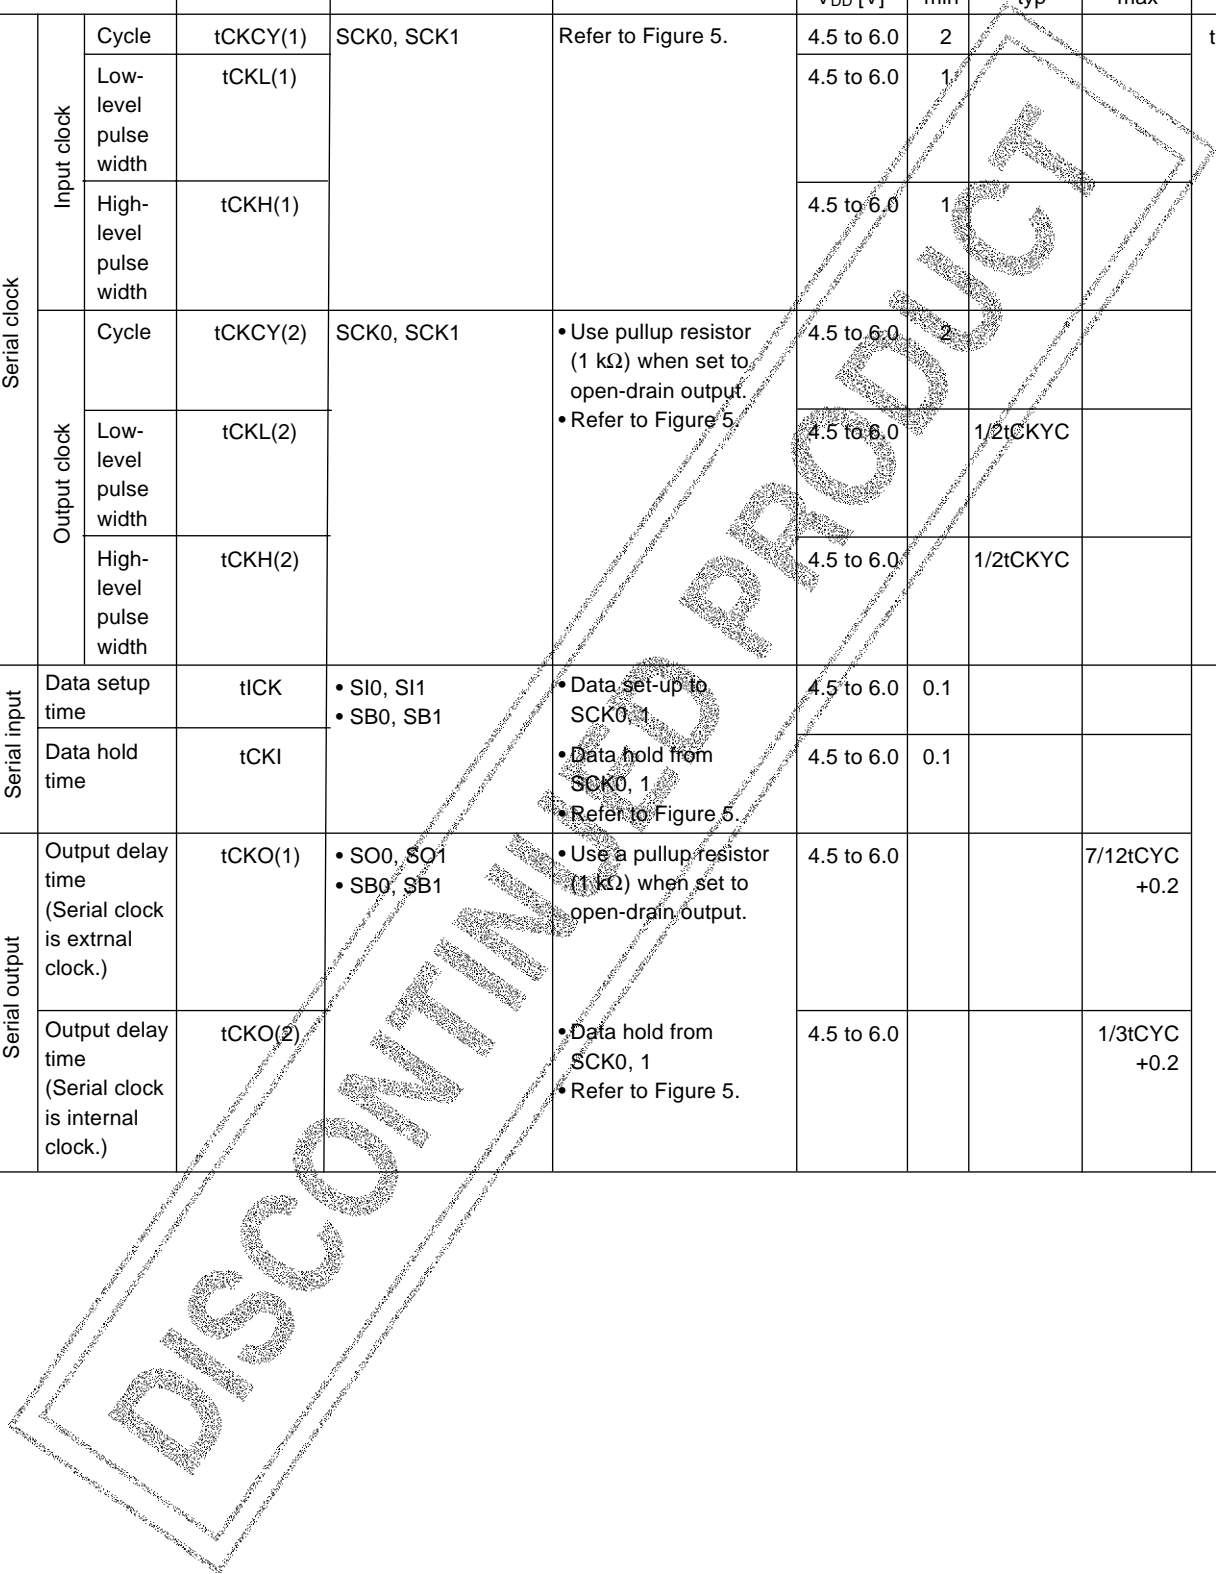 VDD [V] min typ max
Serial clock
Input clock
Cycle tCKCY(1) SCK0, SCK1 Refer to Figure 5. 4.5 to 6.0 2 t
Low- tCKL(1) 4.5 to 6.0 1
level
pulse
width
High- tCKH(1) 4.5 to 6.0 1
level
pulse
width
Output clock
Cycle tCKCY(2) SCK0, SCK1 • Use pullup resistor 4.5 to 6.0 2
(1 kΩ) when set to
open-drain output.
• Refer to Figure 5.
Low- tCKL(2) 4.5 to 6.0 1/2tCKYC
level
pulse
width
High- tCKH(2) 4.5 to 6.0 1/2tCKYC
level
pulse
width
Serial input
Data setup tICK • SI0, SI1 • Data set-up to 4.5 to 6.0 0.1
time • SB0, SB1 SCK0, 1
Data hold tCKI • Data hold from 4.5 to 6.0 0.1
time SCK0, 1
• Refer to Figure 5.
Serial output
Output delay tCKO(1) • SO0, SO1 • Use a pullup resistor 4.5 to 6.0 7/12tCYC
time • SB0, SB1 (1 kΩ) when set to +0.2
(Serial clock open-drain output.
is extrnal
clock.)
Output delay tCKO(2) • Data hold from 4.5 to 6.0 1/3tCYC
time SCK0, 1 +0.2
(Serial clock • Refer to Figure 5.
is internal
clock.)
DISCONTINUED PRODUCT